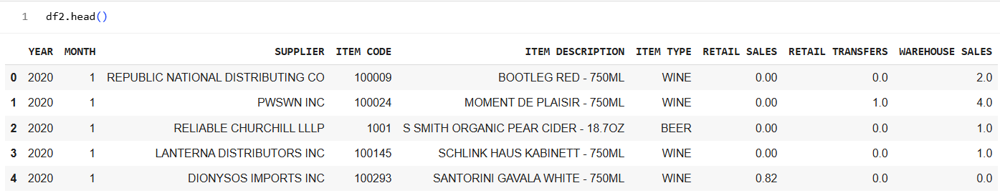 1 df2.head()
YEAR MONTH SUPPLIER ITEM CODE ITEM DESCRIPTION ITEM TYPE RETAIL SALES RETAIL TRANSFERS WAREHOUSE SALES
0 2020 1 REPUBLIC NATIONAL DISTRIBUTING CO 100009 BOOTLEG RED - 750ML WINE 0.00 0.0 2.0
1 2020 1 PWSWN INC 100024 MOMENT DE PLAISIR - 750ML WINE 0.00 1.0 4.0
2 2020 1 RELIABLE CHURCHILL LLLP 1001 S SMITH ORGANIC PEAR CIDER - 18.7OZ BEER 0.00 0.0 1.0
3 2020 1 LANTERNA DISTRIBUTORS INC 100145 SCHLINK HAUS KABINETT - 750ML WINE 0.00 0.0 1.0
4 2020 1 DIONYSOS IMPORTS INC 100293 SANTORINI GAVALA WHITE - 750ML WINE 0.82 0.0 0.0